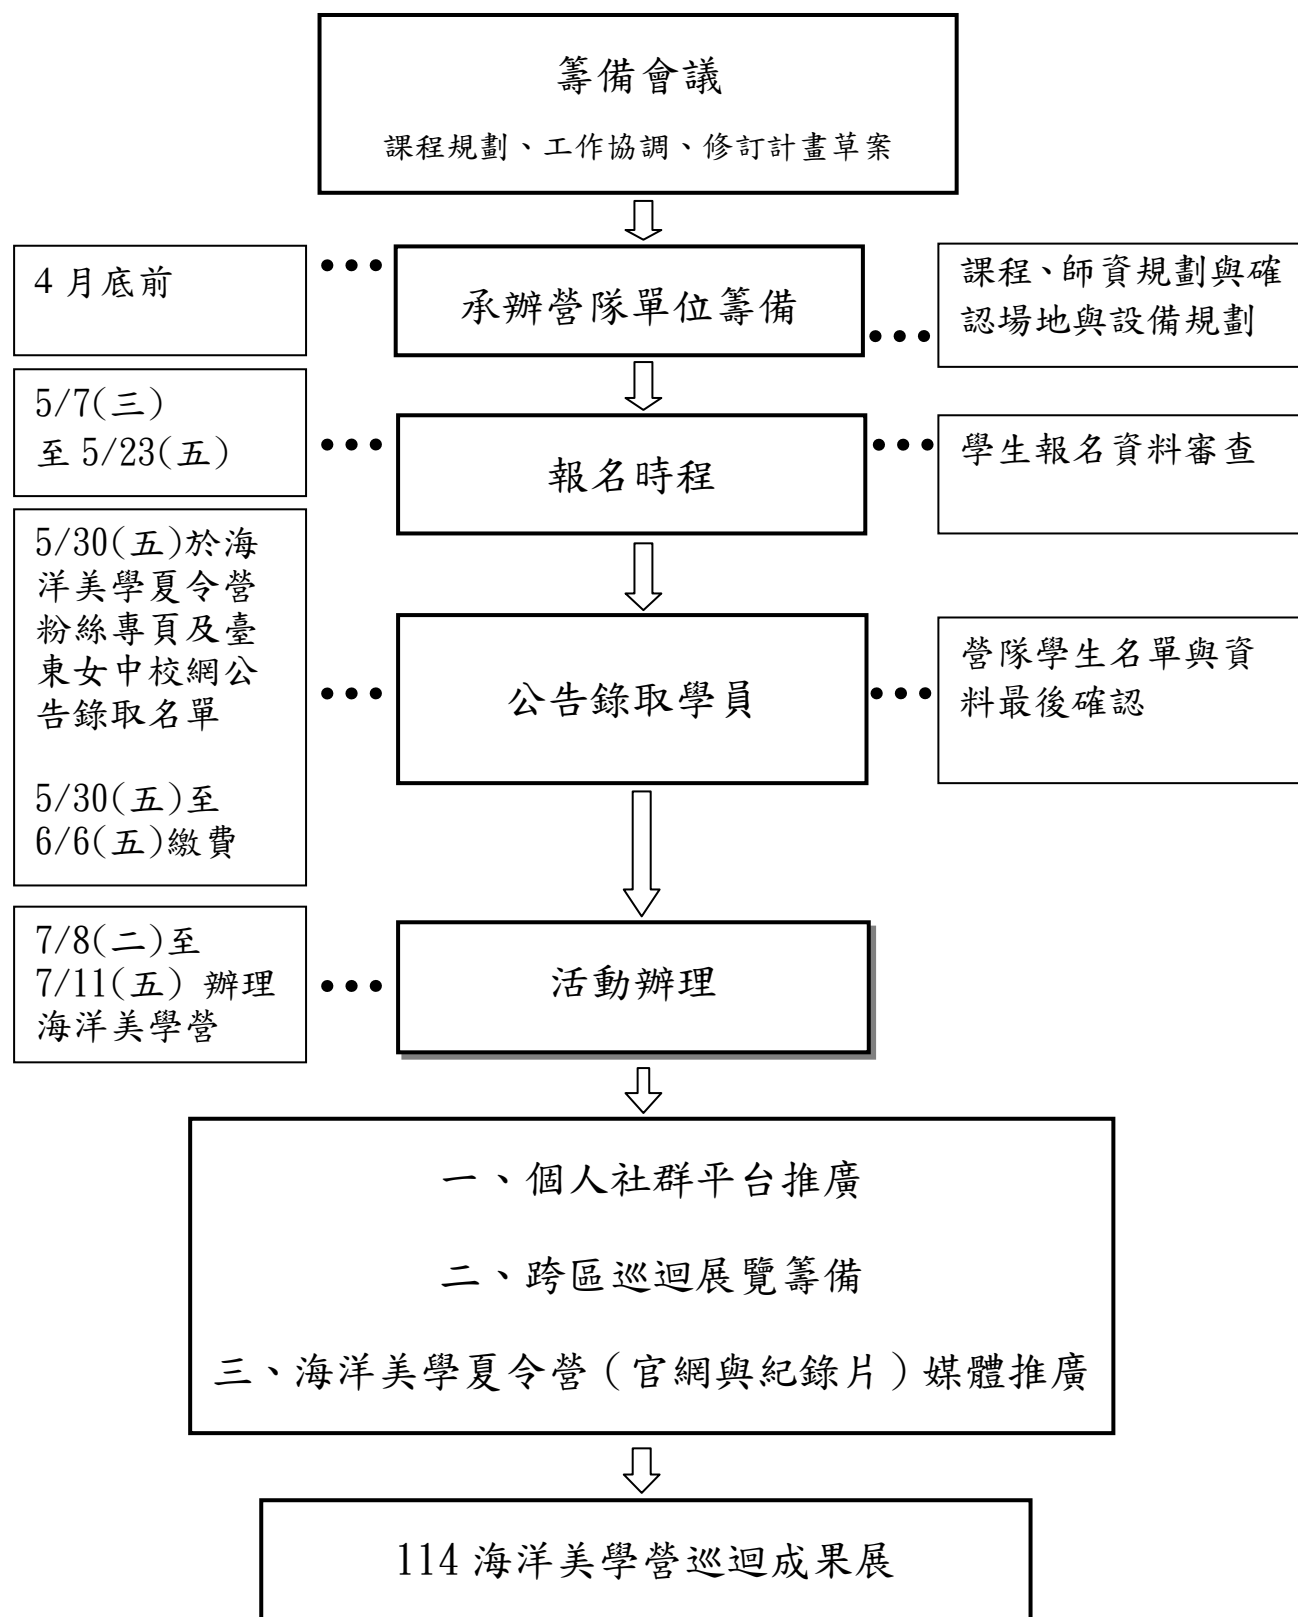 籌備會議
課程規劃、工作協調、修訂計畫草案
4 月底前
承辦營隊單位籌備
課程、師資規劃與確
認場地與設備規劃
5/7(三)
至 5/23(五)
報名時程
學生報名資料審查
5/30(五)於海
洋美學夏令營
粉絲專頁及臺
東女中校網公
告錄取名單
5/30(五)至
6/6(五)繳費
公告錄取學員
營隊學生名單與資
料最後確認
7/8(二)至
7/11(五) 辦理
海洋美學營
活動辦理
一、個人社群平台推廣
二、跨區巡迴展覽籌備
三、海洋美學夏令營（官網與紀錄片）媒體推廣
114 海洋美學營巡迴成果展